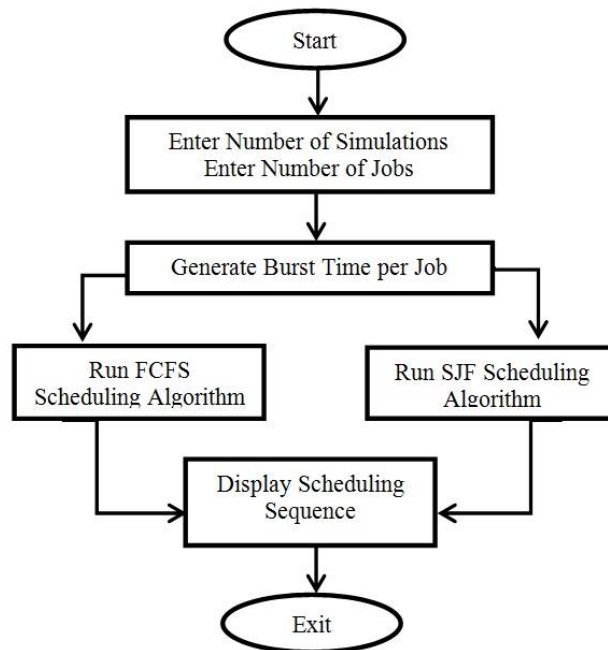 Start
Enter Number of Simulations
Enter Number of Jobs
Generate Burst Time per Job
Run FCFS
Scheduling Algorithm
Run SJF Scheduling
Algorithm
Display Scheduling
Sequence
Exit